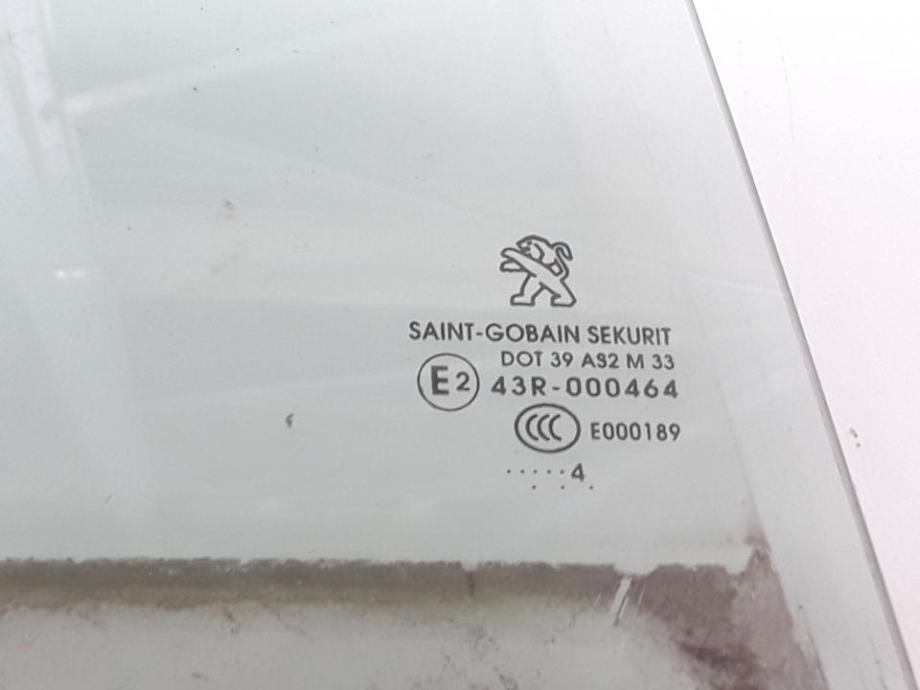 SAINT-GOBAIN SEKURIT
DOT 39 AS2 M 33
E2 43R-000464
CCC E000189
.....4
. . .